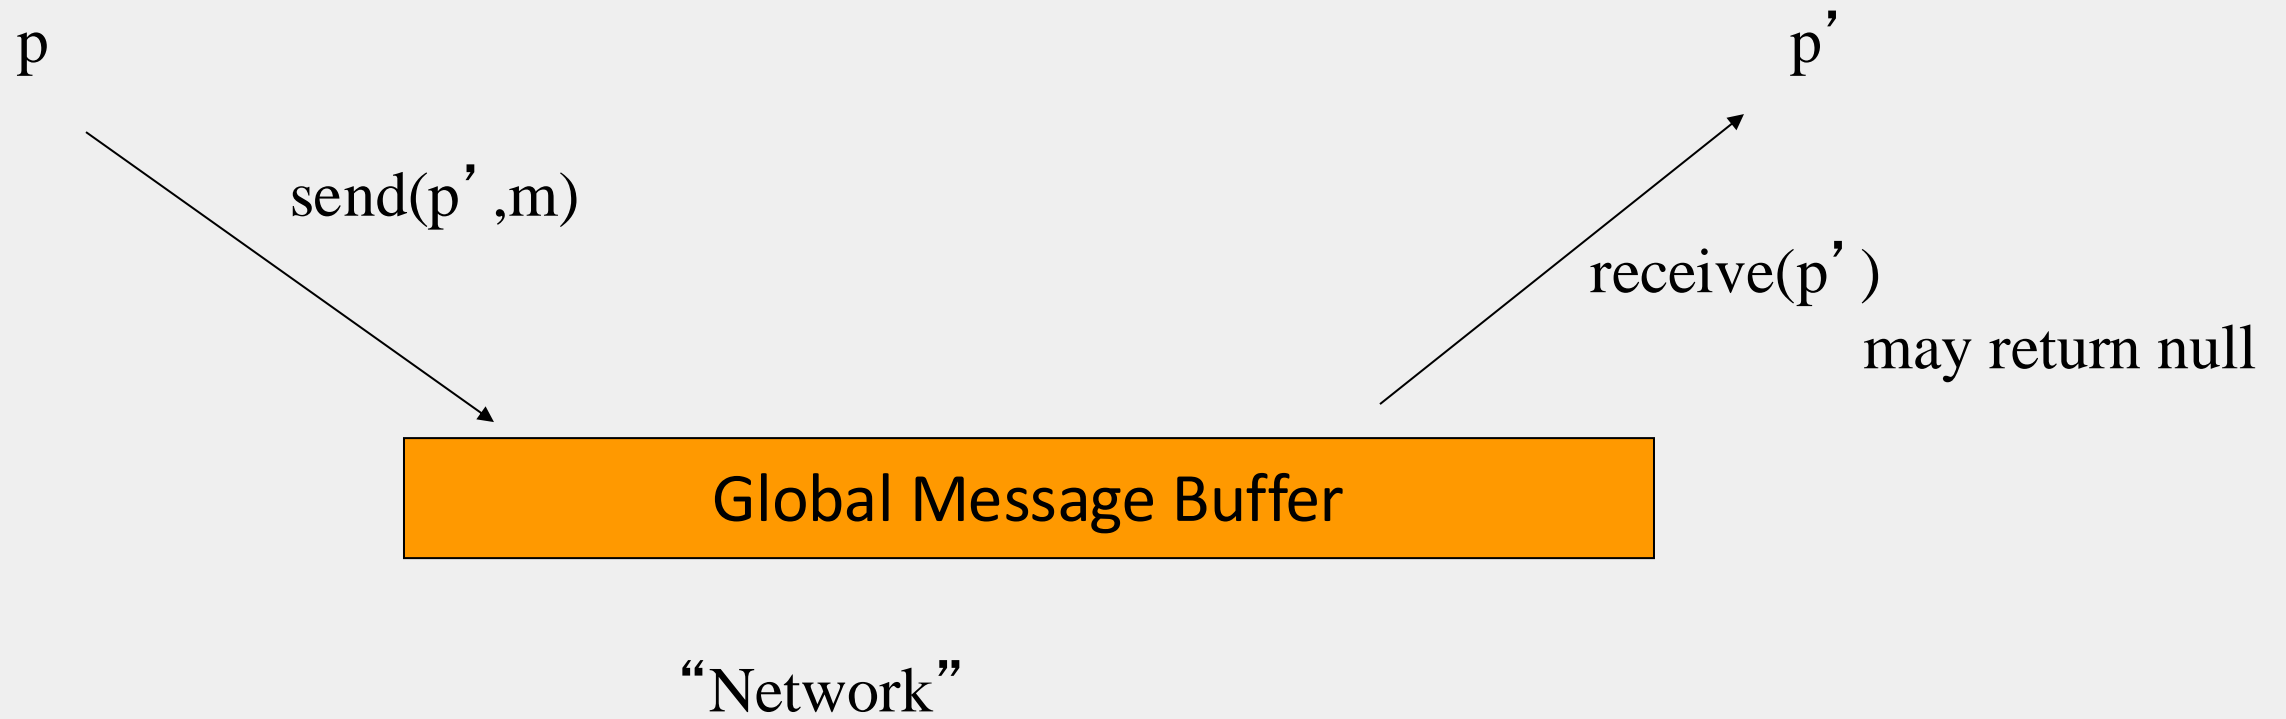 p
p’
send(p’,m)
receive(p’)
may return null
Global Message Buffer
“Network”